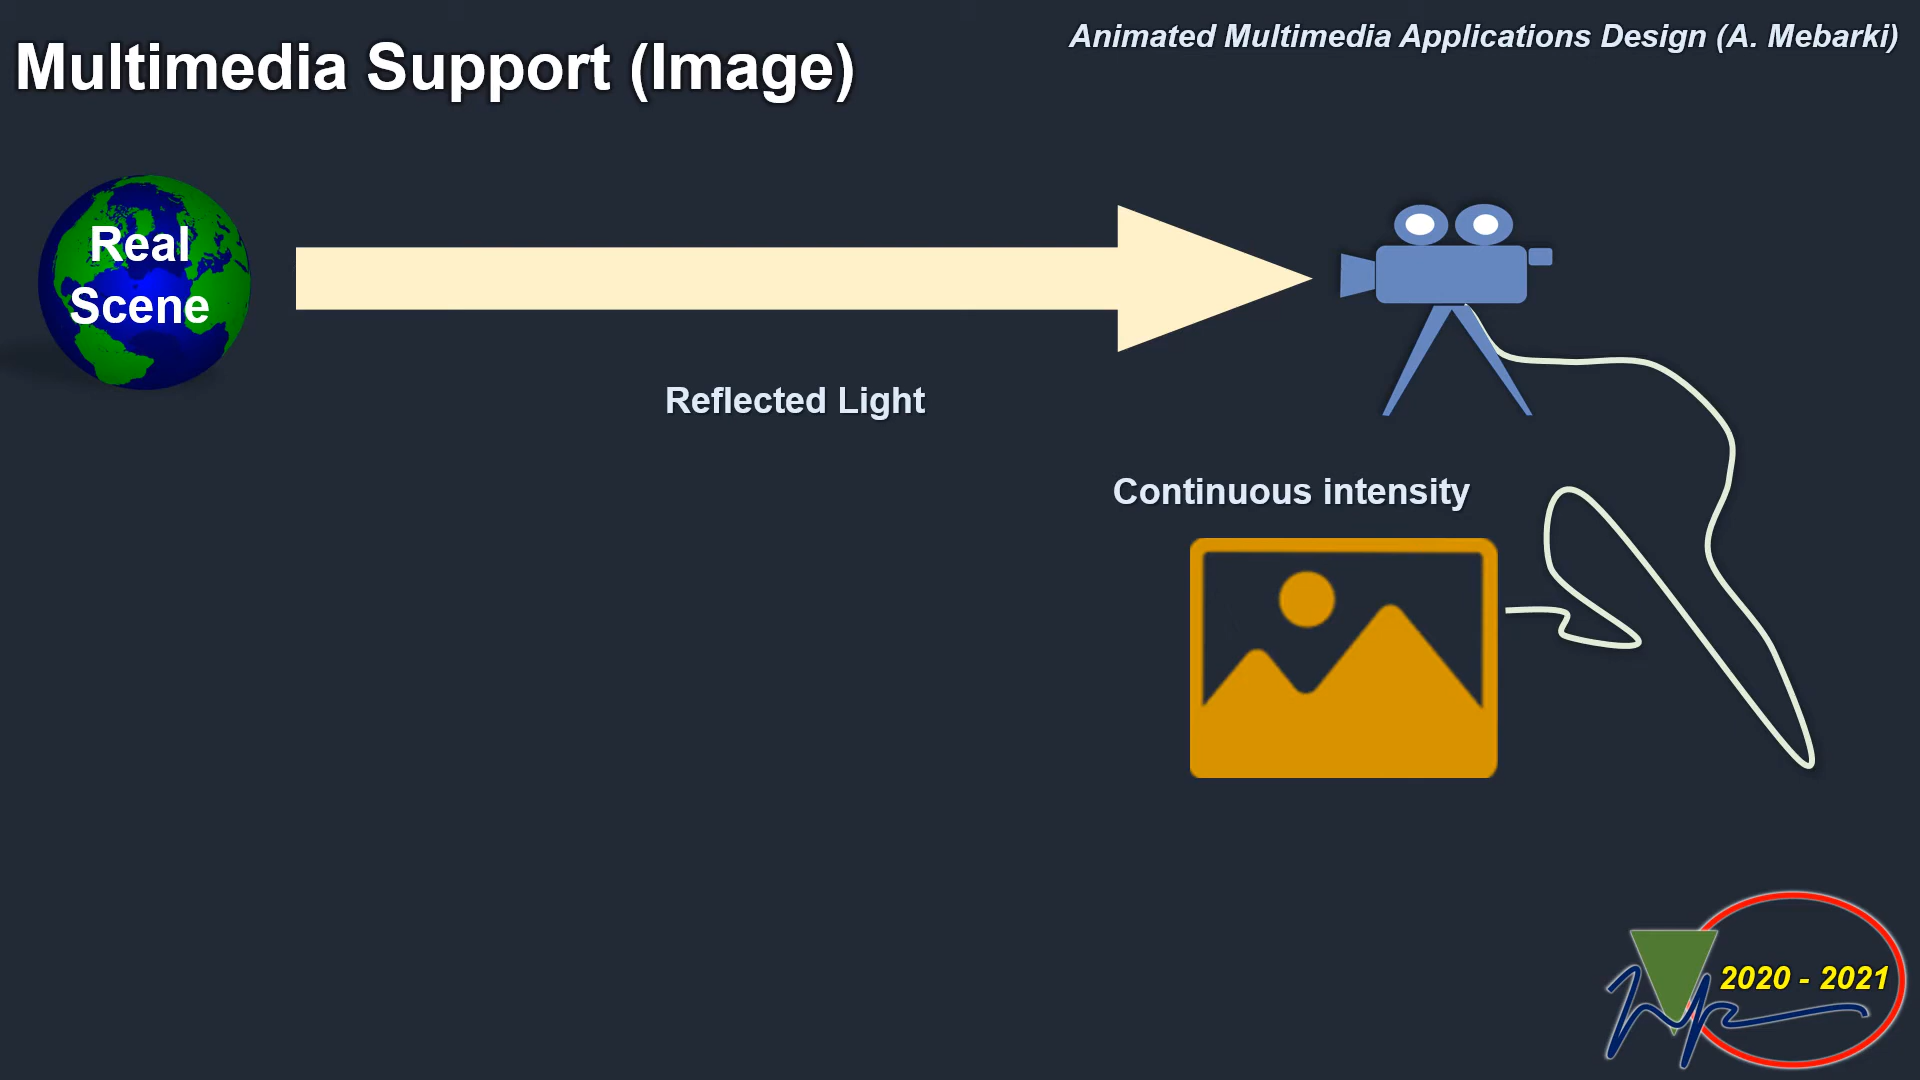 Animated Multimedia Applications Design (A. Mebarki)
Multimedia Support (Image)
Real
Scene
Reflected Light
Continuous intensity
2020 - 2021